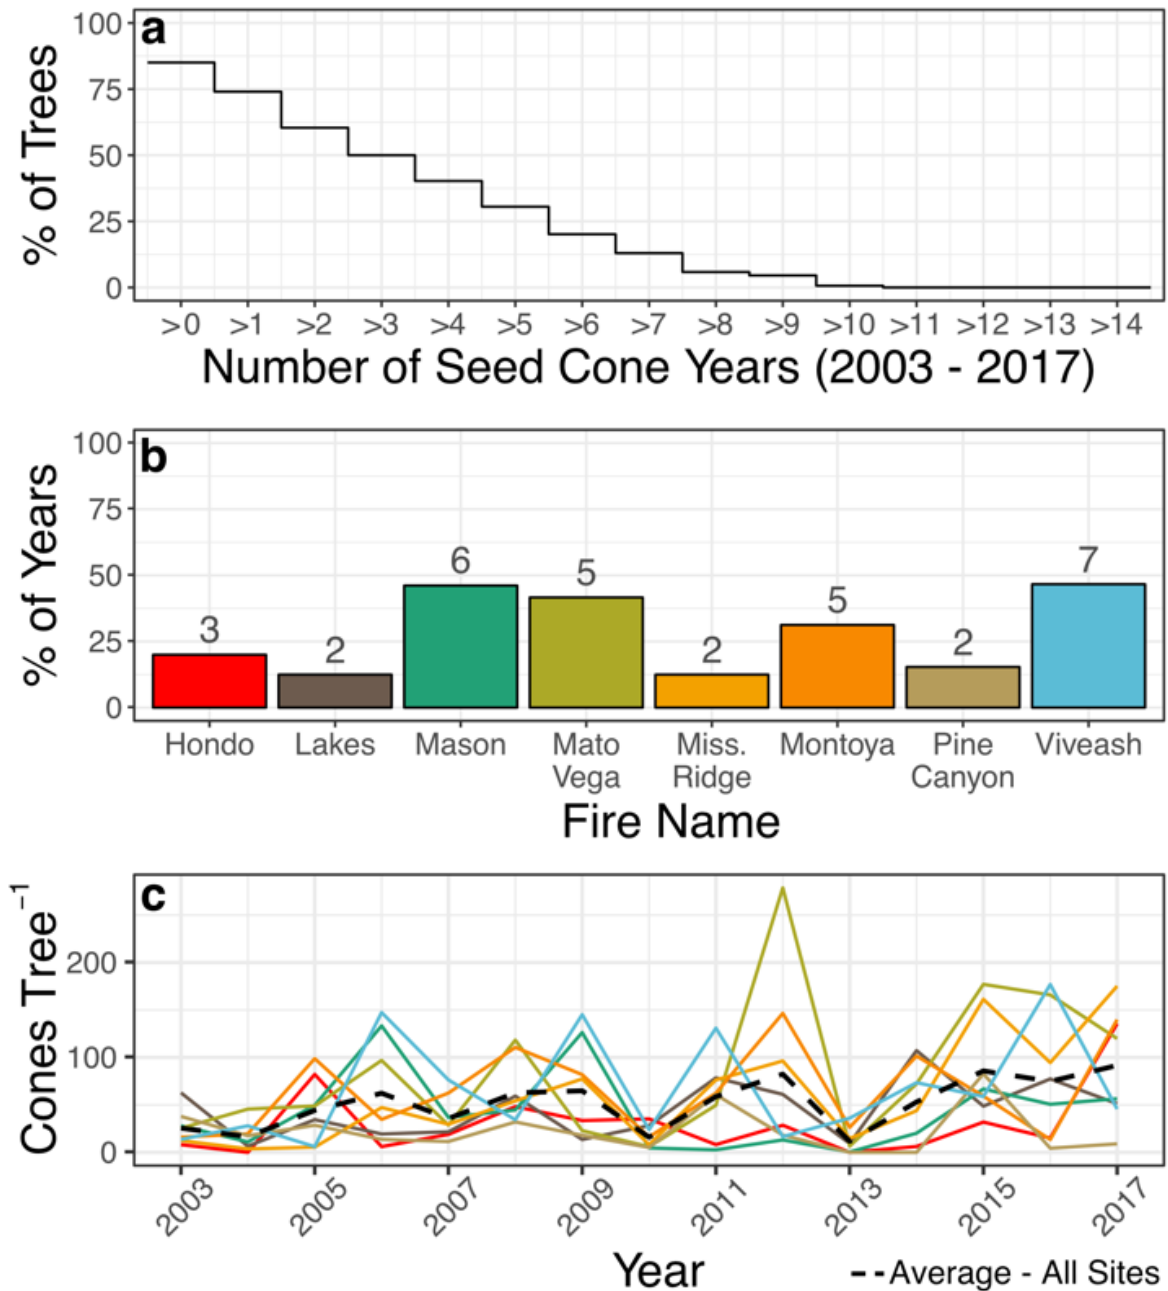 a
100
75
50
25
0
% of Trees
>0 >1 >2 >3 >4 >5 >6 >7 >8 >9 >10 >11 >12 >13 >14
Number of Seed Cone Years (2003 - 2017)
b
100
75
50
25
0
% of Years
3 2 6 5 2 5 2 7
Hondo Lakes Mason Mato Vega Miss. Ridge Montoya Pine Canyon Viveash
Fire Name
c
200
100
0
Cones Tree⁻¹
2003 2005 2007 2009 2011 2013 2015 2017
Year
Average - All Sites